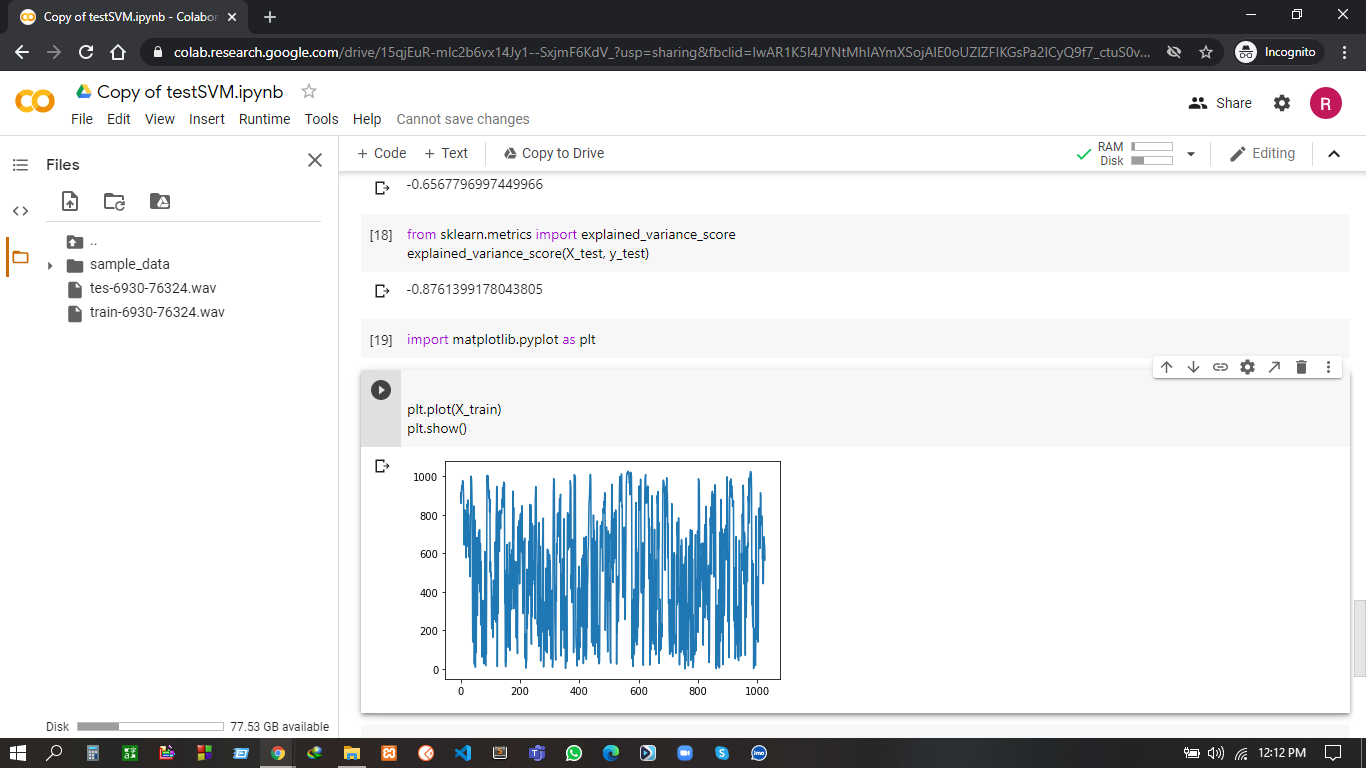 Copy of testSVM.ipynb - Colabor
colab.research.google.com/drive/15qjEuR-mIc2b6vx14Jy1--SxjmF6KdV_?usp=sharing&fbclid=IwAR1K5I4JYNtMhIAYmXSojAIE0oUZlZFlKGsPa2ICyQ9f7_ctuS0v...
Incognito
Copy of testSVM.ipynb
File Edit View Insert Runtime Tools Help Cannot save changes
Share
R
Files
+ Code + Text
Copy to Drive
RAM
Disk
Editing
..
sample_data
tes-6930-76324.wav
train-6930-76324.wav
-0.6567796997449966
[18] from sklearn.metrics import explained_variance_score
explained_variance_score(X_test, y_test)
-0.8761399178043805
[19] import matplotlib.pyplot as plt
plt.plot(X_train)
plt.show()
1000
800
600
400
200
0
0 200 400 600 800 1000
Disk 77.53 GB available
12:12 PM